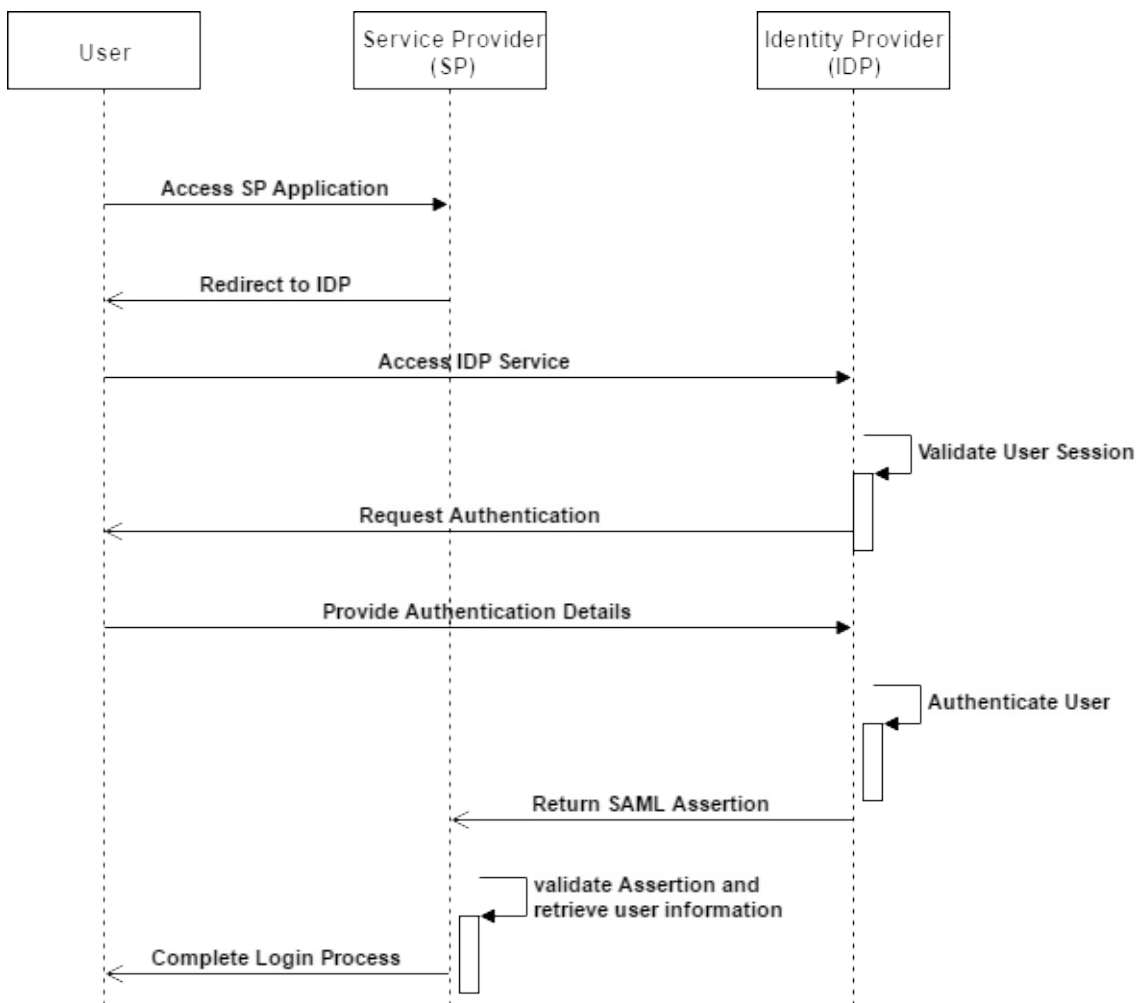 User
Service Provider
(SP)
Identity Provider
(IDP)
Access SP Application
Redirect to IDP
Access IDP Service
Validate User Session
Request Authentication
Provide Authentication Details
Authenticate User
Return SAML Assertion
validate Assertion and
retrieve user information
Complete Login Process